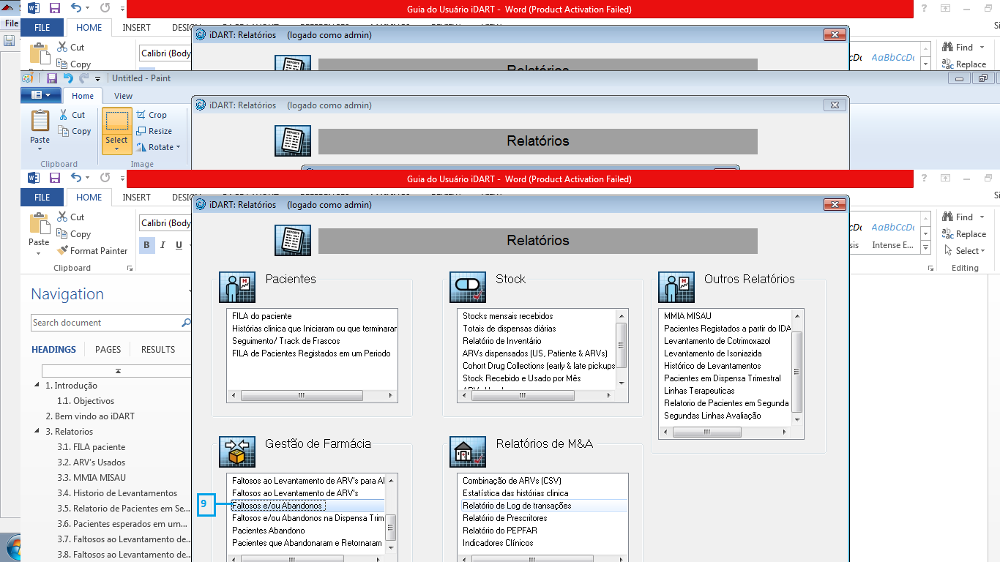 Guia do Usuário iDART - Word (Product Activation Failed)
File
FILE HOME INSERT
iDART: Relatórios (logado como admin)
Cut
Copy
Calibri (Body
AaBbCcDc
Find
Replace
Untitled - Paint
Home View
Paste
Cut
Copy
Clipboard
Select
Crop
Resize
Rotate
Image
iDART: Relatórios (logado como admin)
Relatórios
Guia do Usuário iDART - Word (Product Activation Failed)
FILE HOME INSERT
iDART: Relatórios (logado como admin)
Paste
Cut
Copy
Format Painter
Clipboard
Calibri (Body
B I U
AaBbCcDc
Intense E...
Find
Replace
Select
Editing
Navigation
Search document
HEADINGS PAGES RESULTS
1. Introdução
1.1. Objectivos
2. Bem vindo ao iDART
3. Relatorios
3.1. FILA paciente
3.2. ARV's Usados
3.3. MMIA MISAU
3.4. Historio de Levantamentos
3.5. Relatorio de Pacientes em Se...
3.6. Pacientes esperados em um...
3.7. Faltosos ao Levantamento de...
3.8. Faltosos ao Levantamento de...
Relatórios
Pacientes
FILA do paciente
Histórias clinica que Iniciaram ou que terminarar
Seguimento/ Track de Frascos
FILA de Pacientes Registados em um Periodo
Stock
Stocks mensais recebidos
Totais de dispensas diárias
Relatório de Inventário
ARVs dispensados (US, Patiente & ARVs)
Cohort Drug Collections (early & late pickups
Stock Recebido e Usado por Mês
Outros Relatórios
MMIA MISAU
Pacientes Registados a partir do IDA
Levantamento de Cotrimoxazol
Levantamento de Isoniazida
Histórico de Levantamentos
Pacientes em Dispensa Trimestral
Linhas Terapeuticas
Relatorio de Pacientes em Segunda
Segundas Linhas Avaliação
Gestão de Farmácia
Faltosos ao Levantamento de ARV's para Al
Faltosos ao Levantamento de ARV's
9
Faltosos e/ou Abandonos
Faltosos e/ou Abandonos na Dispensa Trim
Pacientes Abandono
Pacientes que Abandonaram e Retornaram
Relatórios de M&A
Combinação de ARVs (CSV)
Estatística das histórias clinica
Relatório de Log de transações
Relatório de Prescritores
Relatório do PEPFAR
Indicadores Clínicos